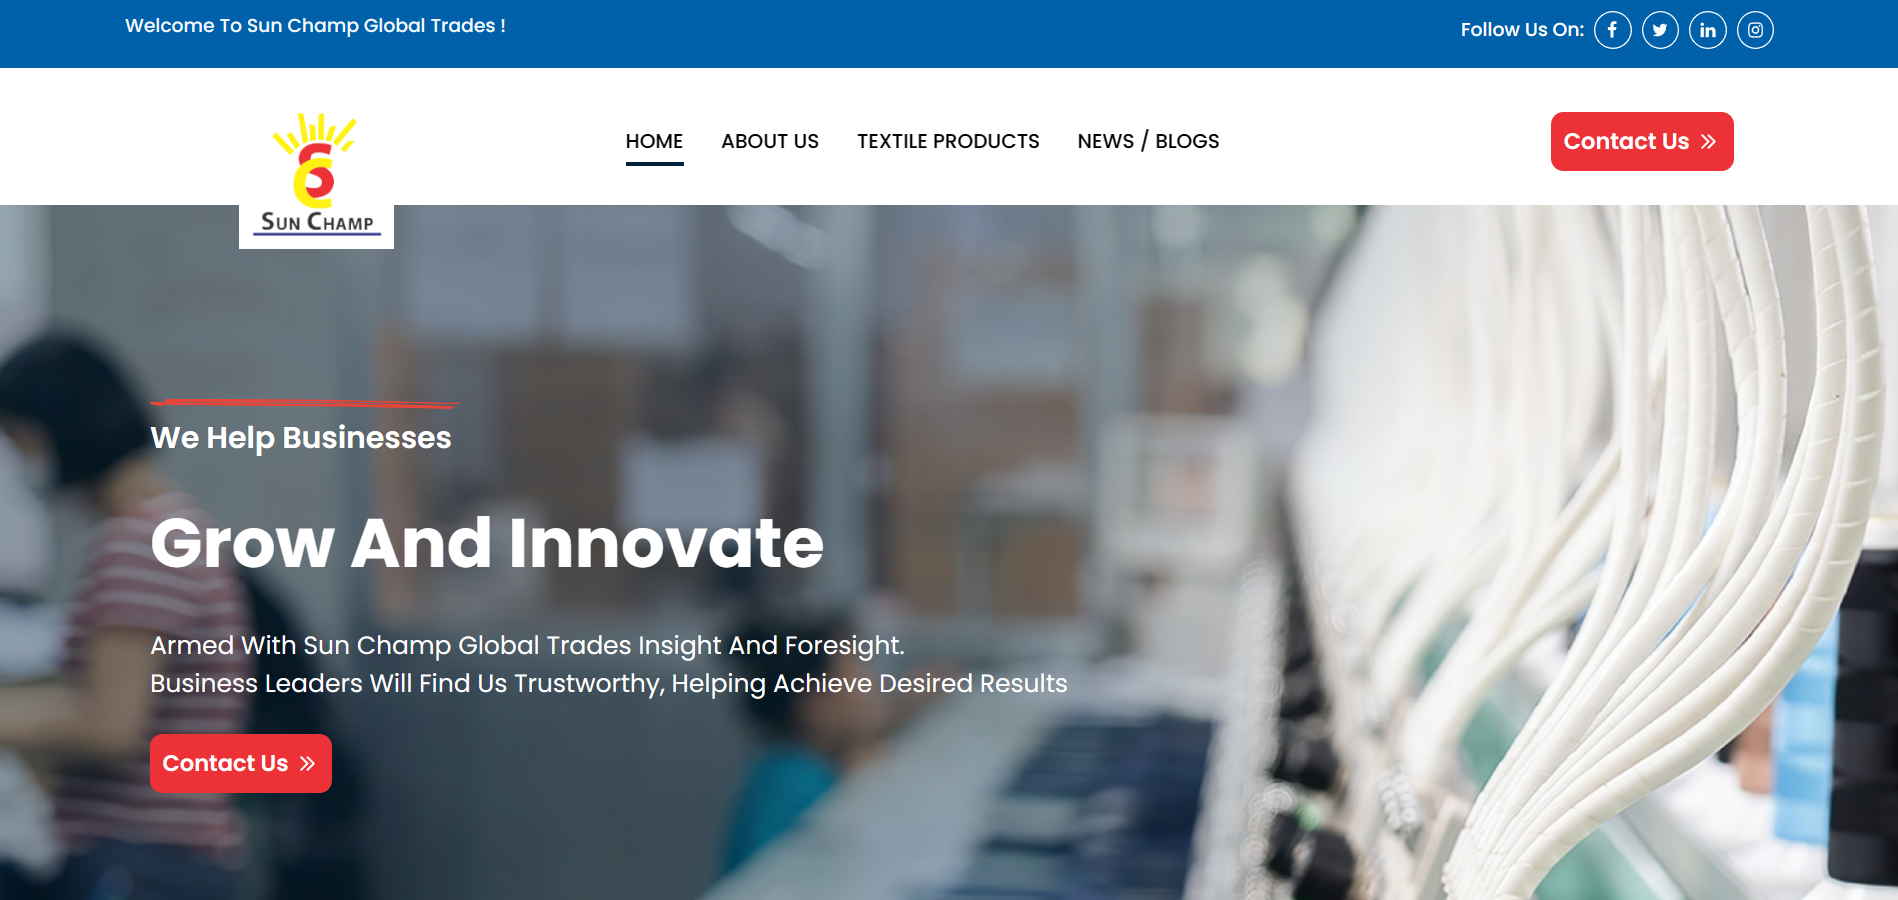 Welcome To Sun Champ Global Trades !
Follow Us On:
SUN CHAMP
HOME
ABOUT US
TEXTILE PRODUCTS
NEWS / BLOGS
Contact Us
We Help Businesses
Grow And Innovate
Armed With Sun Champ Global Trades Insight And Foresight.
Business Leaders Will Find Us Trustworthy, Helping Achieve Desired Results
Contact Us